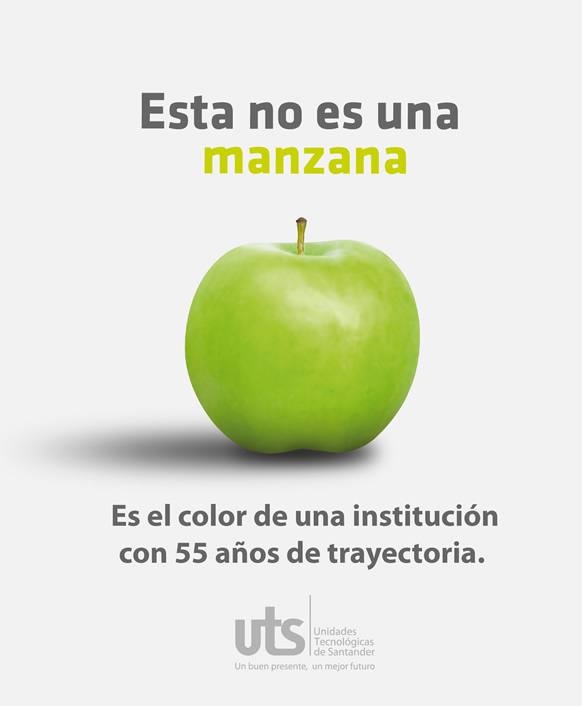 Esta no es una
manzana
Es el color de una institución
con 55 años de trayectoria.
uts
Unidades
Tecnológicas
de Santander
Un buen presente, un mejor futuro